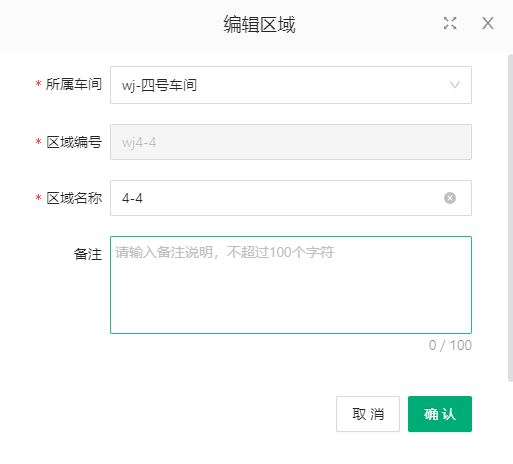 编辑区域
* 所属车间 wj-四号车间
* 区域编号 wj4-4
* 区域名称 4-4
备注 请输入备注说明，不超过100个字符
0 / 100
取 消 确 认